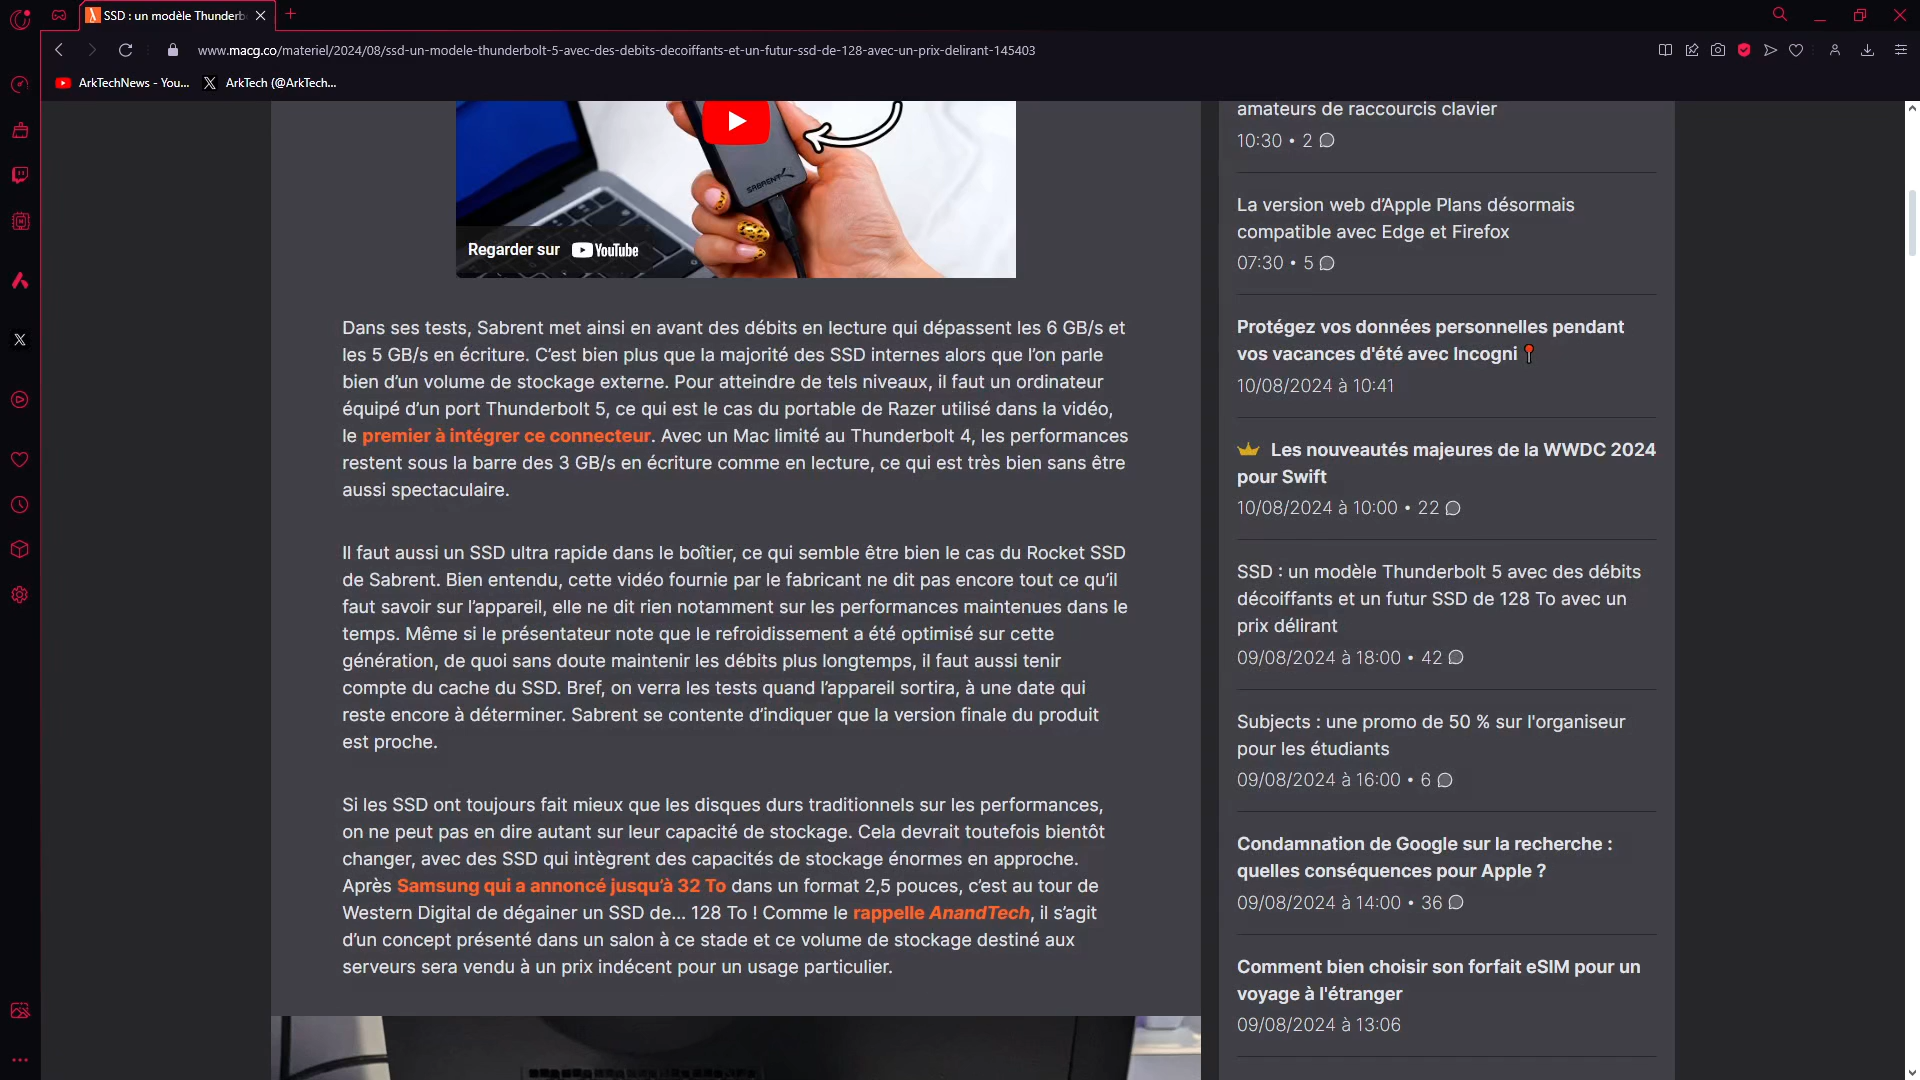 SSD : un modèle Thunderb
www.macg.co/materiel/2024/08/ssd-un-modele-thunderbolt-5-avec-des-debits-decoiffants-et-un-futur-ssd-de-128-avec-un-prix-delirant-145403
ArkTechNews - You...
ArkTech (@ArkTech...
SABRENT
Regarder sur YouTube
Dans ses tests, Sabrent met ainsi en avant des débits en lecture qui dépassent les 6 GB/s et
les 5 GB/s en écriture. C’est bien plus que la majorité des SSD internes alors que l’on parle
bien d’un volume de stockage externe. Pour atteindre de tels niveaux, il faut un ordinateur
équipé d’un port Thunderbolt 5, ce qui est le cas du portable de Razer utilisé dans la vidéo,
le premier à intégrer ce connecteur. Avec un Mac limité au Thunderbolt 4, les performances
restent sous la barre des 3 GB/s en écriture comme en lecture, ce qui est très bien sans être
aussi spectaculaire.
Il faut aussi un SSD ultra rapide dans le boîtier, ce qui semble être bien le cas du Rocket SSD
de Sabrent. Bien entendu, cette vidéo fournie par le fabricant ne dit pas encore tout ce qu’il
faut savoir sur l’appareil, elle ne dit rien notamment sur les performances maintenues dans le
temps. Même si le présentateur note que le refroidissement a été optimisé sur cette
génération, de quoi sans doute maintenir les débits plus longtemps, il faut aussi tenir
compte du cache du SSD. Bref, on verra les tests quand l’appareil sortira, à une date qui
reste encore à déterminer. Sabrent se contente d’indiquer que la version finale du produit
est proche.
Si les SSD ont toujours fait mieux que les disques durs traditionnels sur les performances,
on ne peut pas en dire autant sur leur capacité de stockage. Cela devrait toutefois bientôt
changer, avec des SSD qui intègrent des capacités de stockage énormes en approche.
Après Samsung qui a annoncé jusqu’à 32 To dans un format 2,5 pouces, c’est au tour de
Western Digital de dégainer un SSD de… 128 To ! Comme le rappelle AnandTech, il s’agit
d’un concept présenté dans un salon à ce stade et ce volume de stockage destiné aux
serveurs sera vendu à un prix indécent pour un usage particulier.
amateurs de raccourcis clavier
10:30 • 2
La version web d’Apple Plans désormais
compatible avec Edge et Firefox
07:30 • 5
Protégez vos données personnelles pendant
vos vacances d'été avec Incogni
10/08/2024 à 10:41
Les nouveautés majeures de la WWDC 2024
pour Swift
10/08/2024 à 10:00 • 22
SSD : un modèle Thunderbolt 5 avec des débits
décoiffants et un futur SSD de 128 To avec un
prix délirant
09/08/2024 à 18:00 • 42
Subjects : une promo de 50 % sur l'organiseur
pour les étudiants
09/08/2024 à 16:00 • 6
Condamnation de Google sur la recherche :
quelles conséquences pour Apple ?
09/08/2024 à 14:00 • 36
Comment bien choisir son forfait eSIM pour un
voyage à l'étranger
09/08/2024 à 13:06